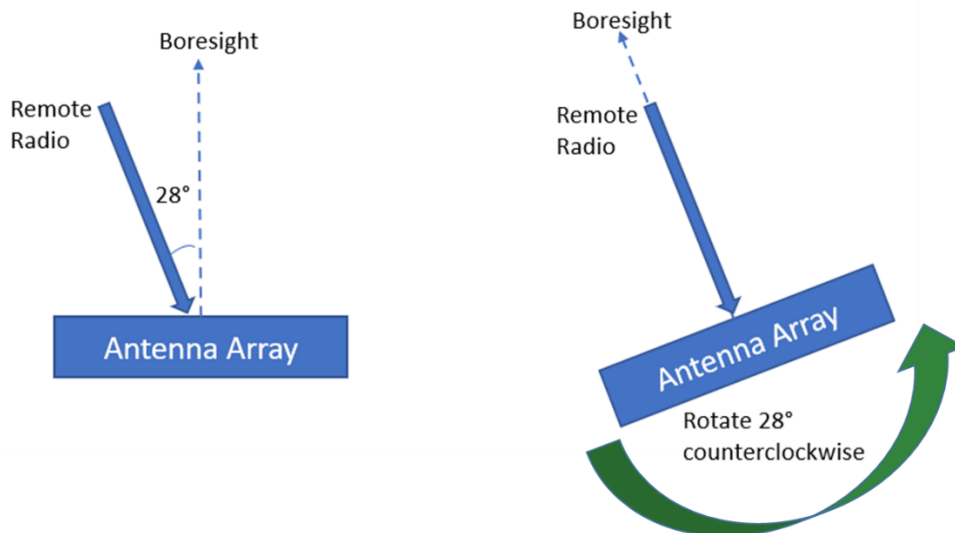 Boresight
Remote
Radio
28°
Antenna Array
Boresight
Remote
Radio
Antenna Array
Rotate 28°
counterclockwise